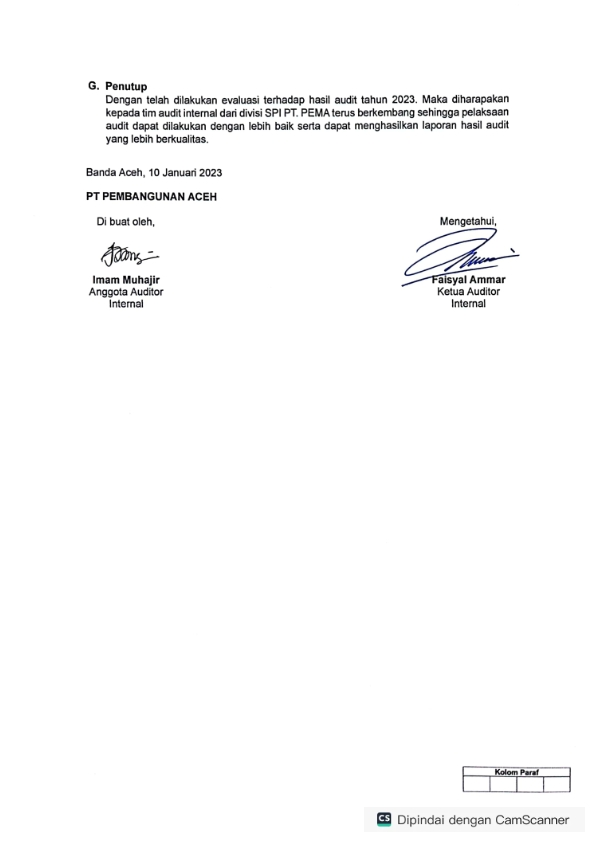 G. Penutup
Dengan telah dilakukan evaluasi terhadap hasil audit tahun 2023. Maka diharapakan
kepada tim audit internal dari divisi SPI PT. PEMA terus berkembang sehingga pelaksaan
audit dapat dilakukan dengan lebih baik serta dapat menghasilkan laporan hasil audit
yang lebih berkualitas.
Banda Aceh, 10 Januari 2023
PT PEMBANGUNAN ACEH
Di buat oleh,
Imam Muhajir
Anggota Auditor
Internal
Mengetahui,
Faisyal Ammar
Ketua Auditor
Internal
Kolom Paraf
CS Dipindai dengan CamScanner